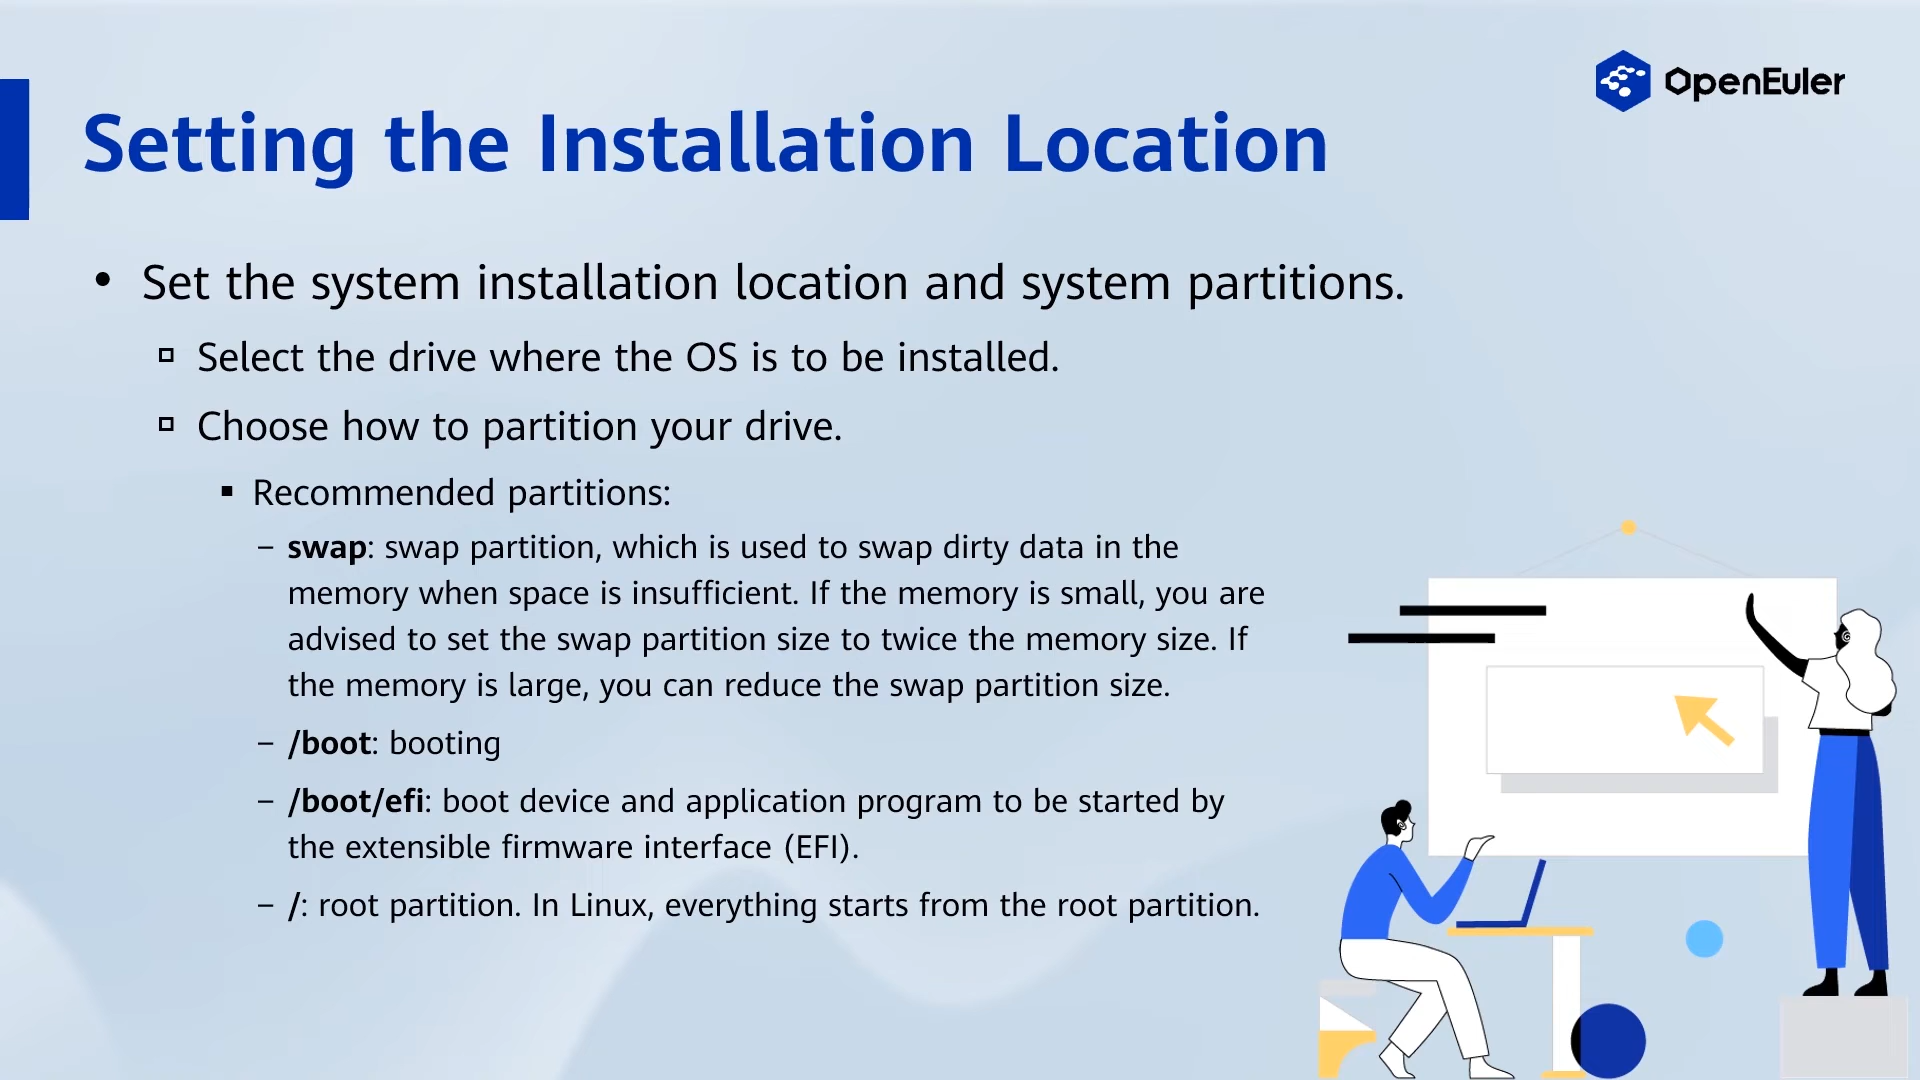 OpenEuler
Setting the Installation Location
• Set the system installation location and system partitions.
▫ Select the drive where the OS is to be installed.
▫ Choose how to partition your drive.
▪ Recommended partitions:
– swap: swap partition, which is used to swap dirty data in the
memory when space is insufficient. If the memory is small, you are
advised to set the swap partition size to twice the memory size. If
the memory is large, you can reduce the swap partition size.
– /boot: booting
– /boot/efi: boot device and application program to be started by
the extensible firmware interface (EFI).
– /: root partition. In Linux, everything starts from the root partition.